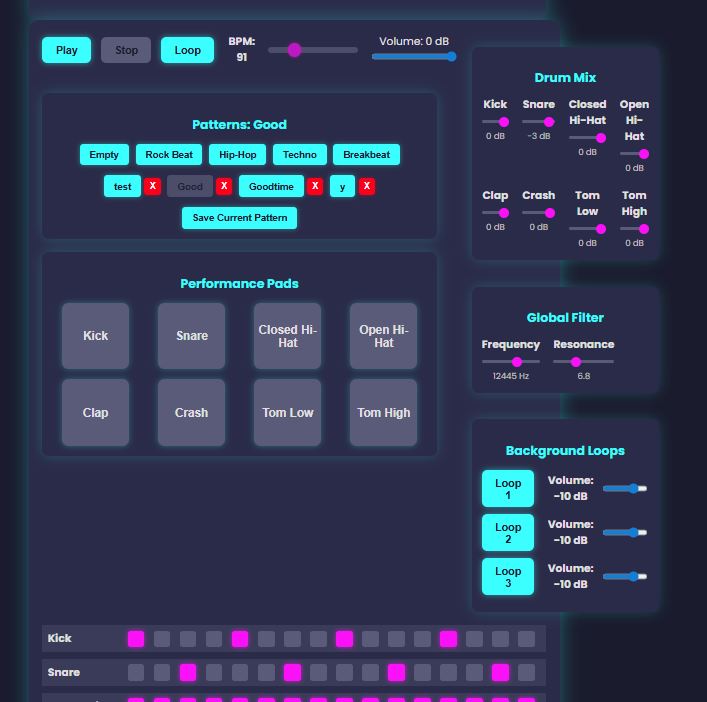 Play
Stop
Loop
BPM:
91
Volume: 0 dB
Patterns: Good
Empty
Rock Beat
Hip-Hop
Techno
Breakbeat
test
X
Good
X
Goodtime
X
y
X
Save Current Pattern
Performance Pads
Kick
Snare
Closed Hi-
Hat
Open Hi-
Hat
Clap
Crash
Tom Low
Tom High
Drum Mix
Kick
0 dB
Snare
-3 dB
Closed
Hi-Hat
0 dB
Open
Hi-
Hat
0 dB
Clap
0 dB
Crash
0 dB
Tom
Low
0 dB
Tom
High
0 dB
Global Filter
Frequency
12445 Hz
Resonance
6.8
Background Loops
Loop
1
Volume:
-10 dB
Loop
2
Volume:
-10 dB
Loop
3
Volume:
-10 dB
Kick
Snare